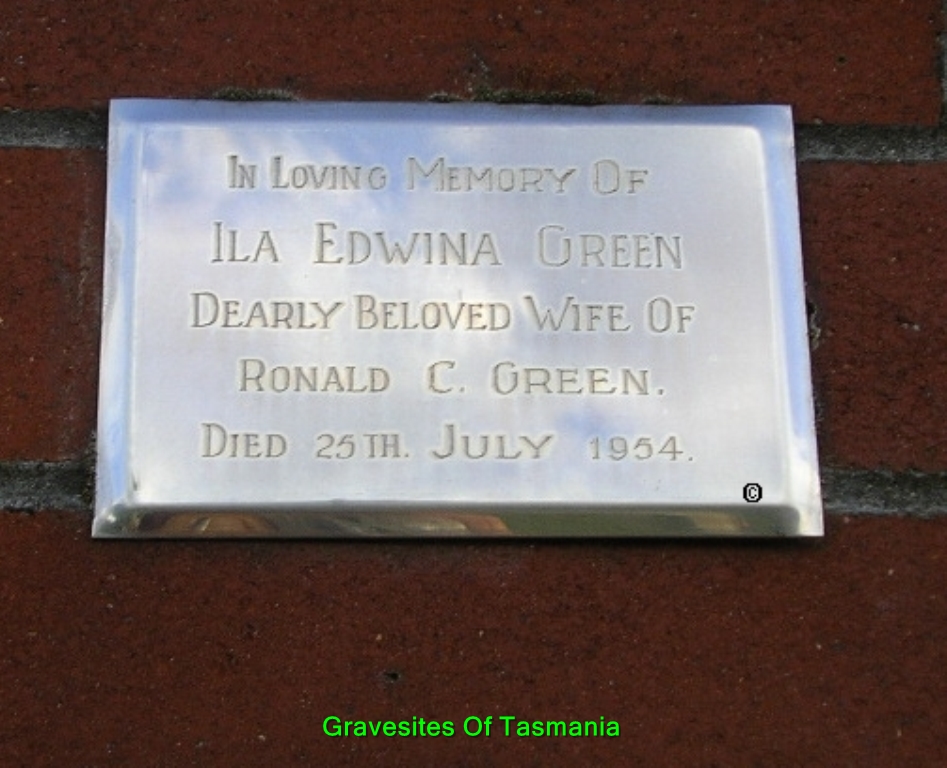 In Loving Memory Of
Ila Edwina Green
Dearly Beloved Wife Of
Ronald C. Green.
Died 25th. July 1954.
©
Gravesites Of Tasmania